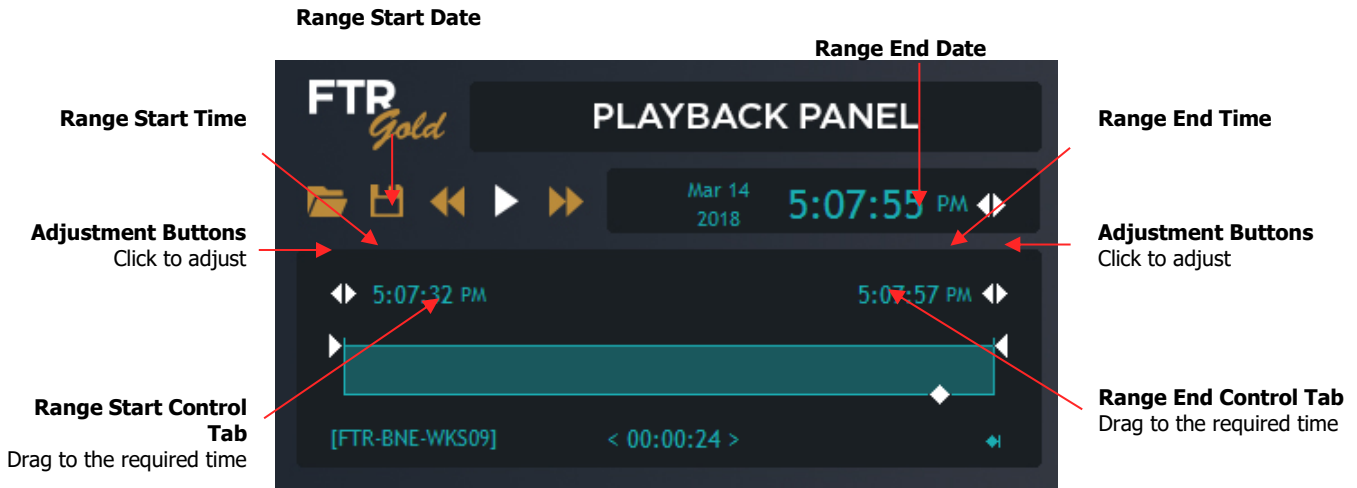 Range Start Date
Range End Date
Range Start Time
FTR
Gold
PLAYBACK PANEL
Range End Time
Mar 14
2018
5:07:55 PM
Adjustment Buttons
Click to adjust
Adjustment Buttons
Click to adjust
5:07:32 PM
5:07:57 PM
Range Start Control
Tab
Drag to the required time
Range End Control Tab
Drag to the required time
[FTR-BNE-WKS09]
< 00:00:24 >